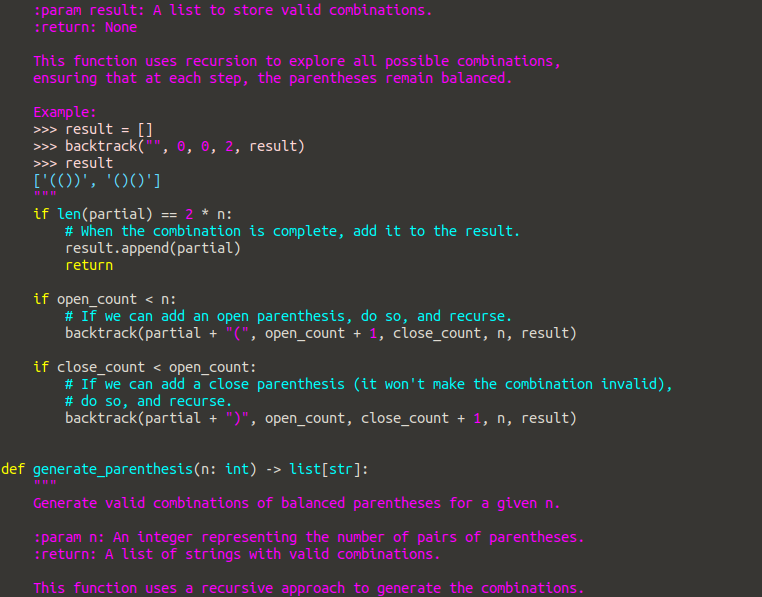 :param result: A list to store valid combinations.
:return: None

This function uses recursion to explore all possible combinations,
ensuring that at each step, the parentheses remain balanced.

Example:
>>> result = []
>>> backtrack("", 0, 0, 2, result)
>>> result
['(())', '()()']
"""
if len(partial) == 2 * n:
# When the combination is complete, add it to the result.
result.append(partial)
return

if open_count < n:
# If we can add an open parenthesis, do so, and recurse.
backtrack(partial + "(", open_count + 1, close_count, n, result)

if close_count < open_count:
# If we can add a close parenthesis (it won't make the combination invalid),
# do so, and recurse.
backtrack(partial + ")", open_count, close_count + 1, n, result)

def generate_parenthesis(n: int) -> list[str]:
"""
Generate valid combinations of balanced parentheses for a given n.

:param n: An integer representing the number of pairs of parentheses.
:return: A list of strings with valid combinations.

This function uses a recursive approach to generate the combinations.